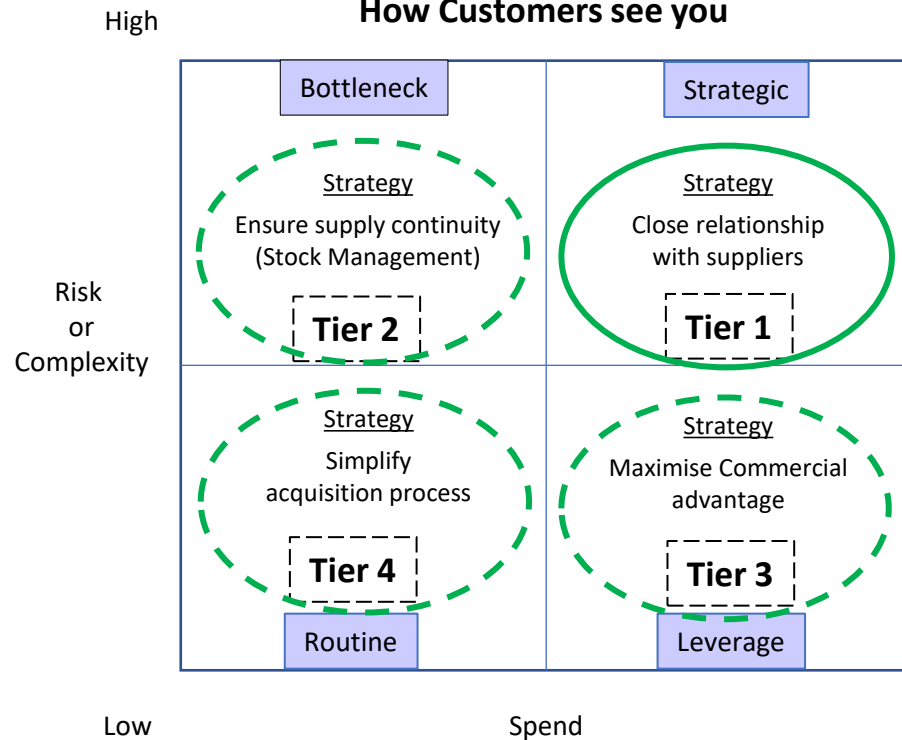 How Customers see you
High
Bottleneck
Strategic
Strategy
Ensure supply continuity
(Stock Management)
Tier 2
Strategy
Close relationship
with suppliers
Tier 1
Risk
or
Complexity
Strategy
Simplify
acquisition process
Tier 4
Strategy
Maximise Commercial
advantage
Tier 3
Routine
Leverage
Low
Spend